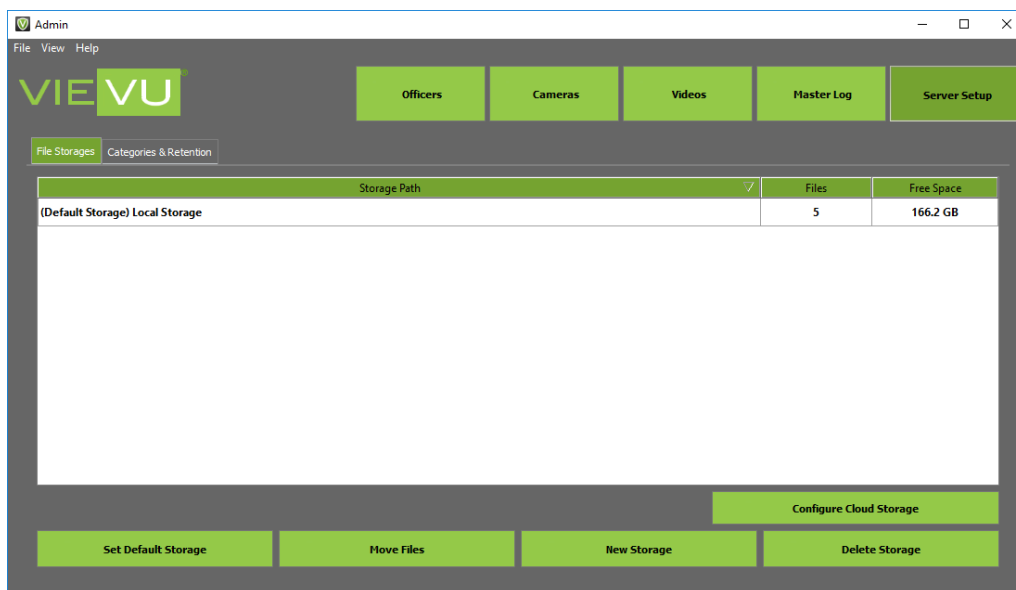 Admin
File View Help
VIEVU®
Officers Cameras Videos Master Log Server Setup
File Storages Categories & Retention
Storage Path Files Free Space
(Default Storage) Local Storage 5 166.2 GB
Configure Cloud Storage
Set Default Storage Move Files New Storage Delete Storage